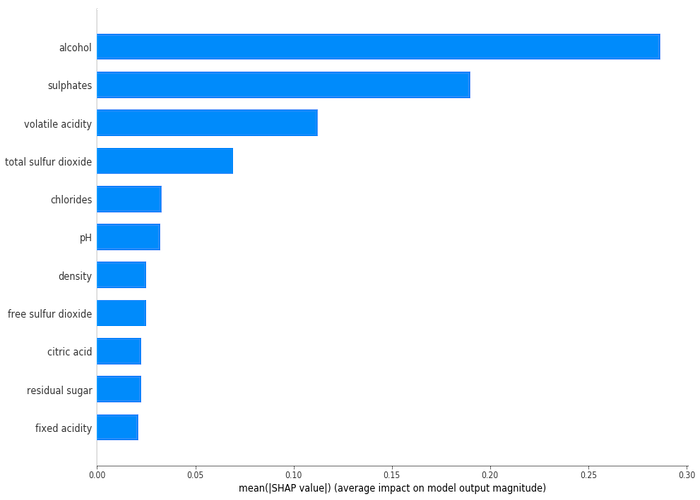 alcohol
sulphates
volatile acidity
total sulfur dioxide
chlorides
pH
density
free sulfur dioxide
citric acid
residual sugar
fixed acidity
0.00 0.05 0.10 0.15 0.20 0.25 0.30
mean(|SHAP value|) (average impact on model output magnitude)